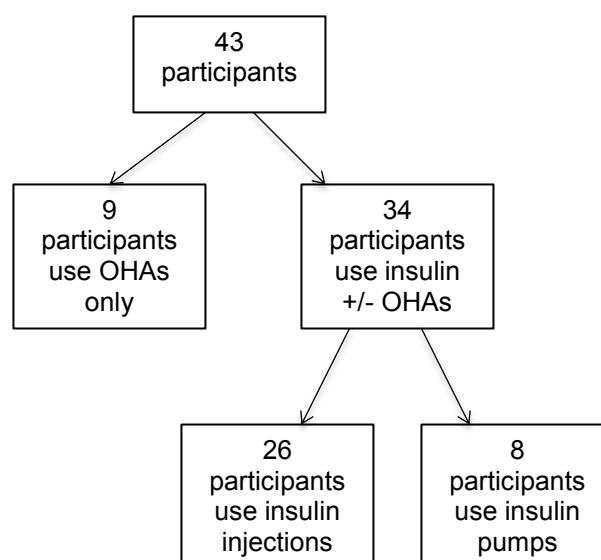 43
participants
9
participants
use OHAs
only
34
participants
use insulin
+/- OHAs
26
participants
use insulin
injections
8
participants
use insulin
pumps